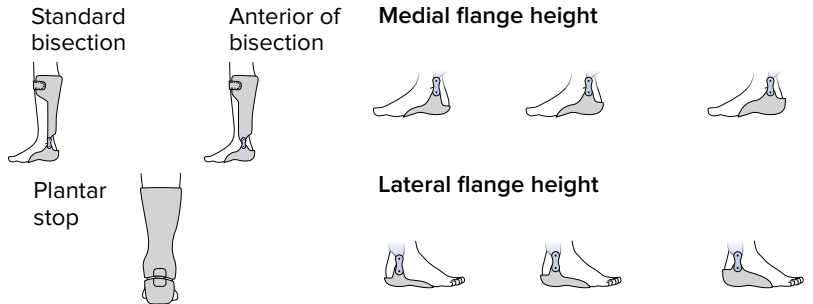 Standard
bisection
Anterior of
bisection
Medial flange height
Plantar
stop
Lateral flange height